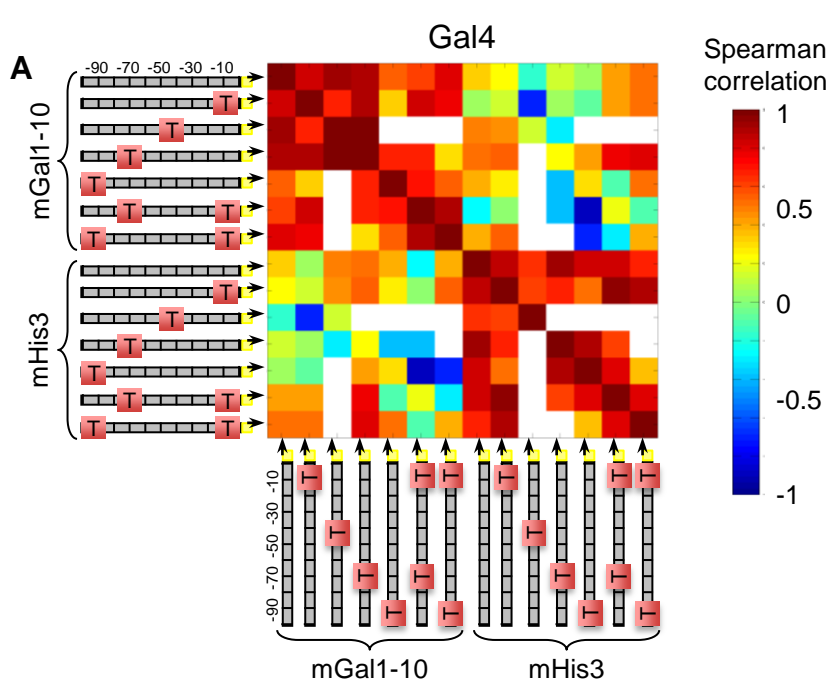 Gal4
Spearman
correlation
A
-90 -70 -50 -30 -10
mGal1-10
T
T
T
T
T T
T T
mHis3
T
T
T
T
T T
T T
1
0.5
0
-0.5
-1
-10
-30
-50
-70
-90
T T T
T
T T
T T
T T T
T
T T
T T
mGal1-10 mHis3